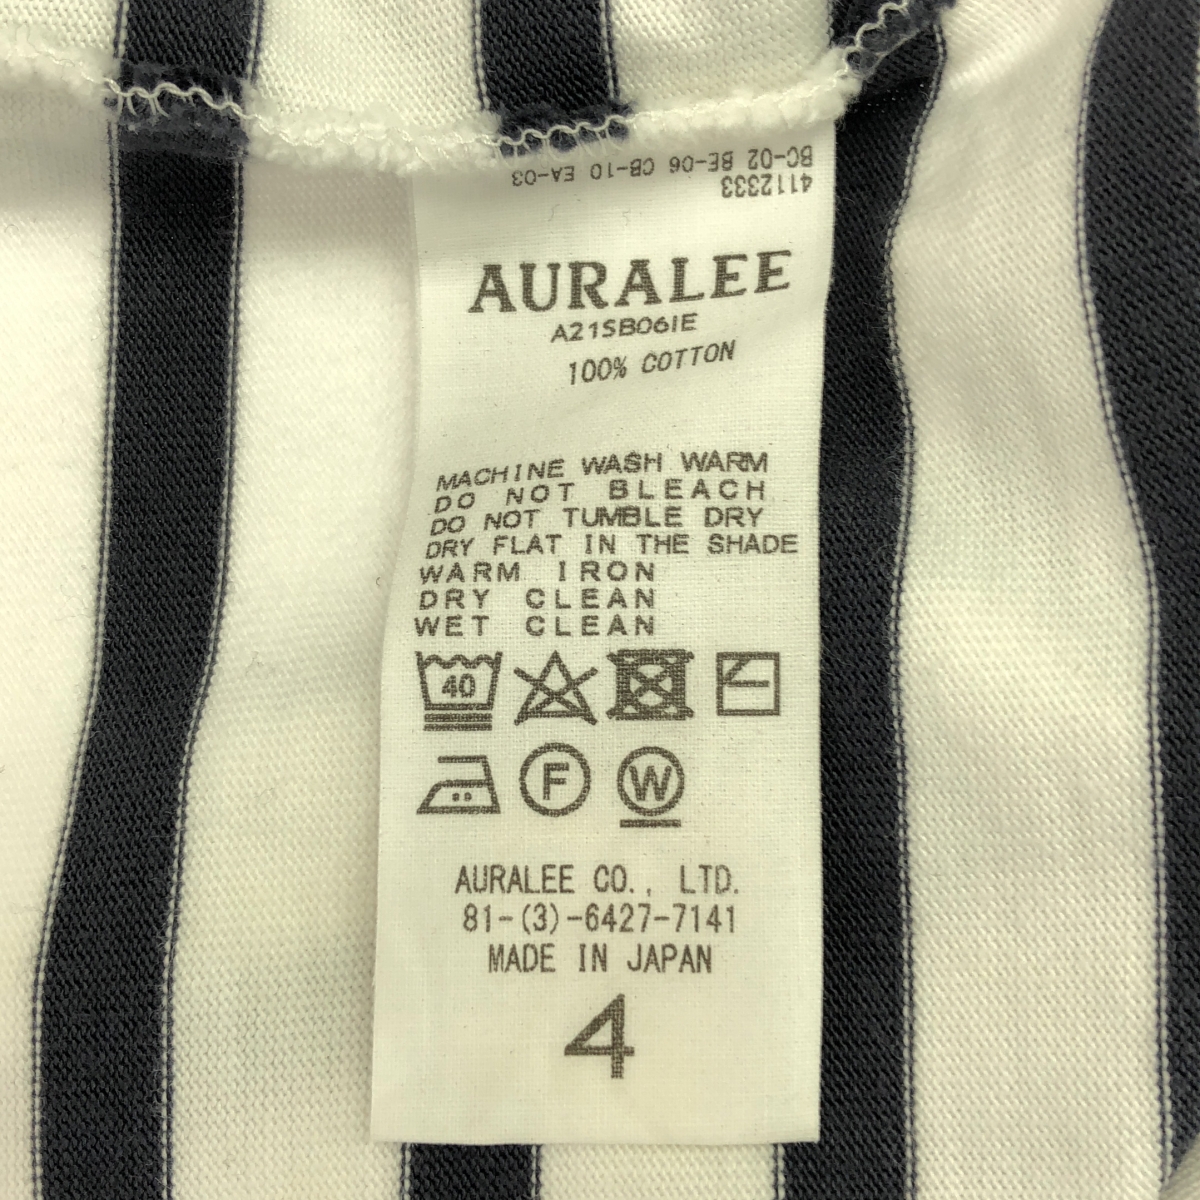 BC-02 BE-06 CB-10 EA-03
4112333
AURALEE
A21SB06IE
100% COTTON
MACHINE WASH WARM
DO NOT BLEACH
DO NOT TUMBLE DRY
DRY FLAT IN THE SHADE
WARM IRON
DRY CLEAN
WET CLEAN
40
F W
AURALEE CO., LTD.
81-(3)-6427-7141
MADE IN JAPAN
4